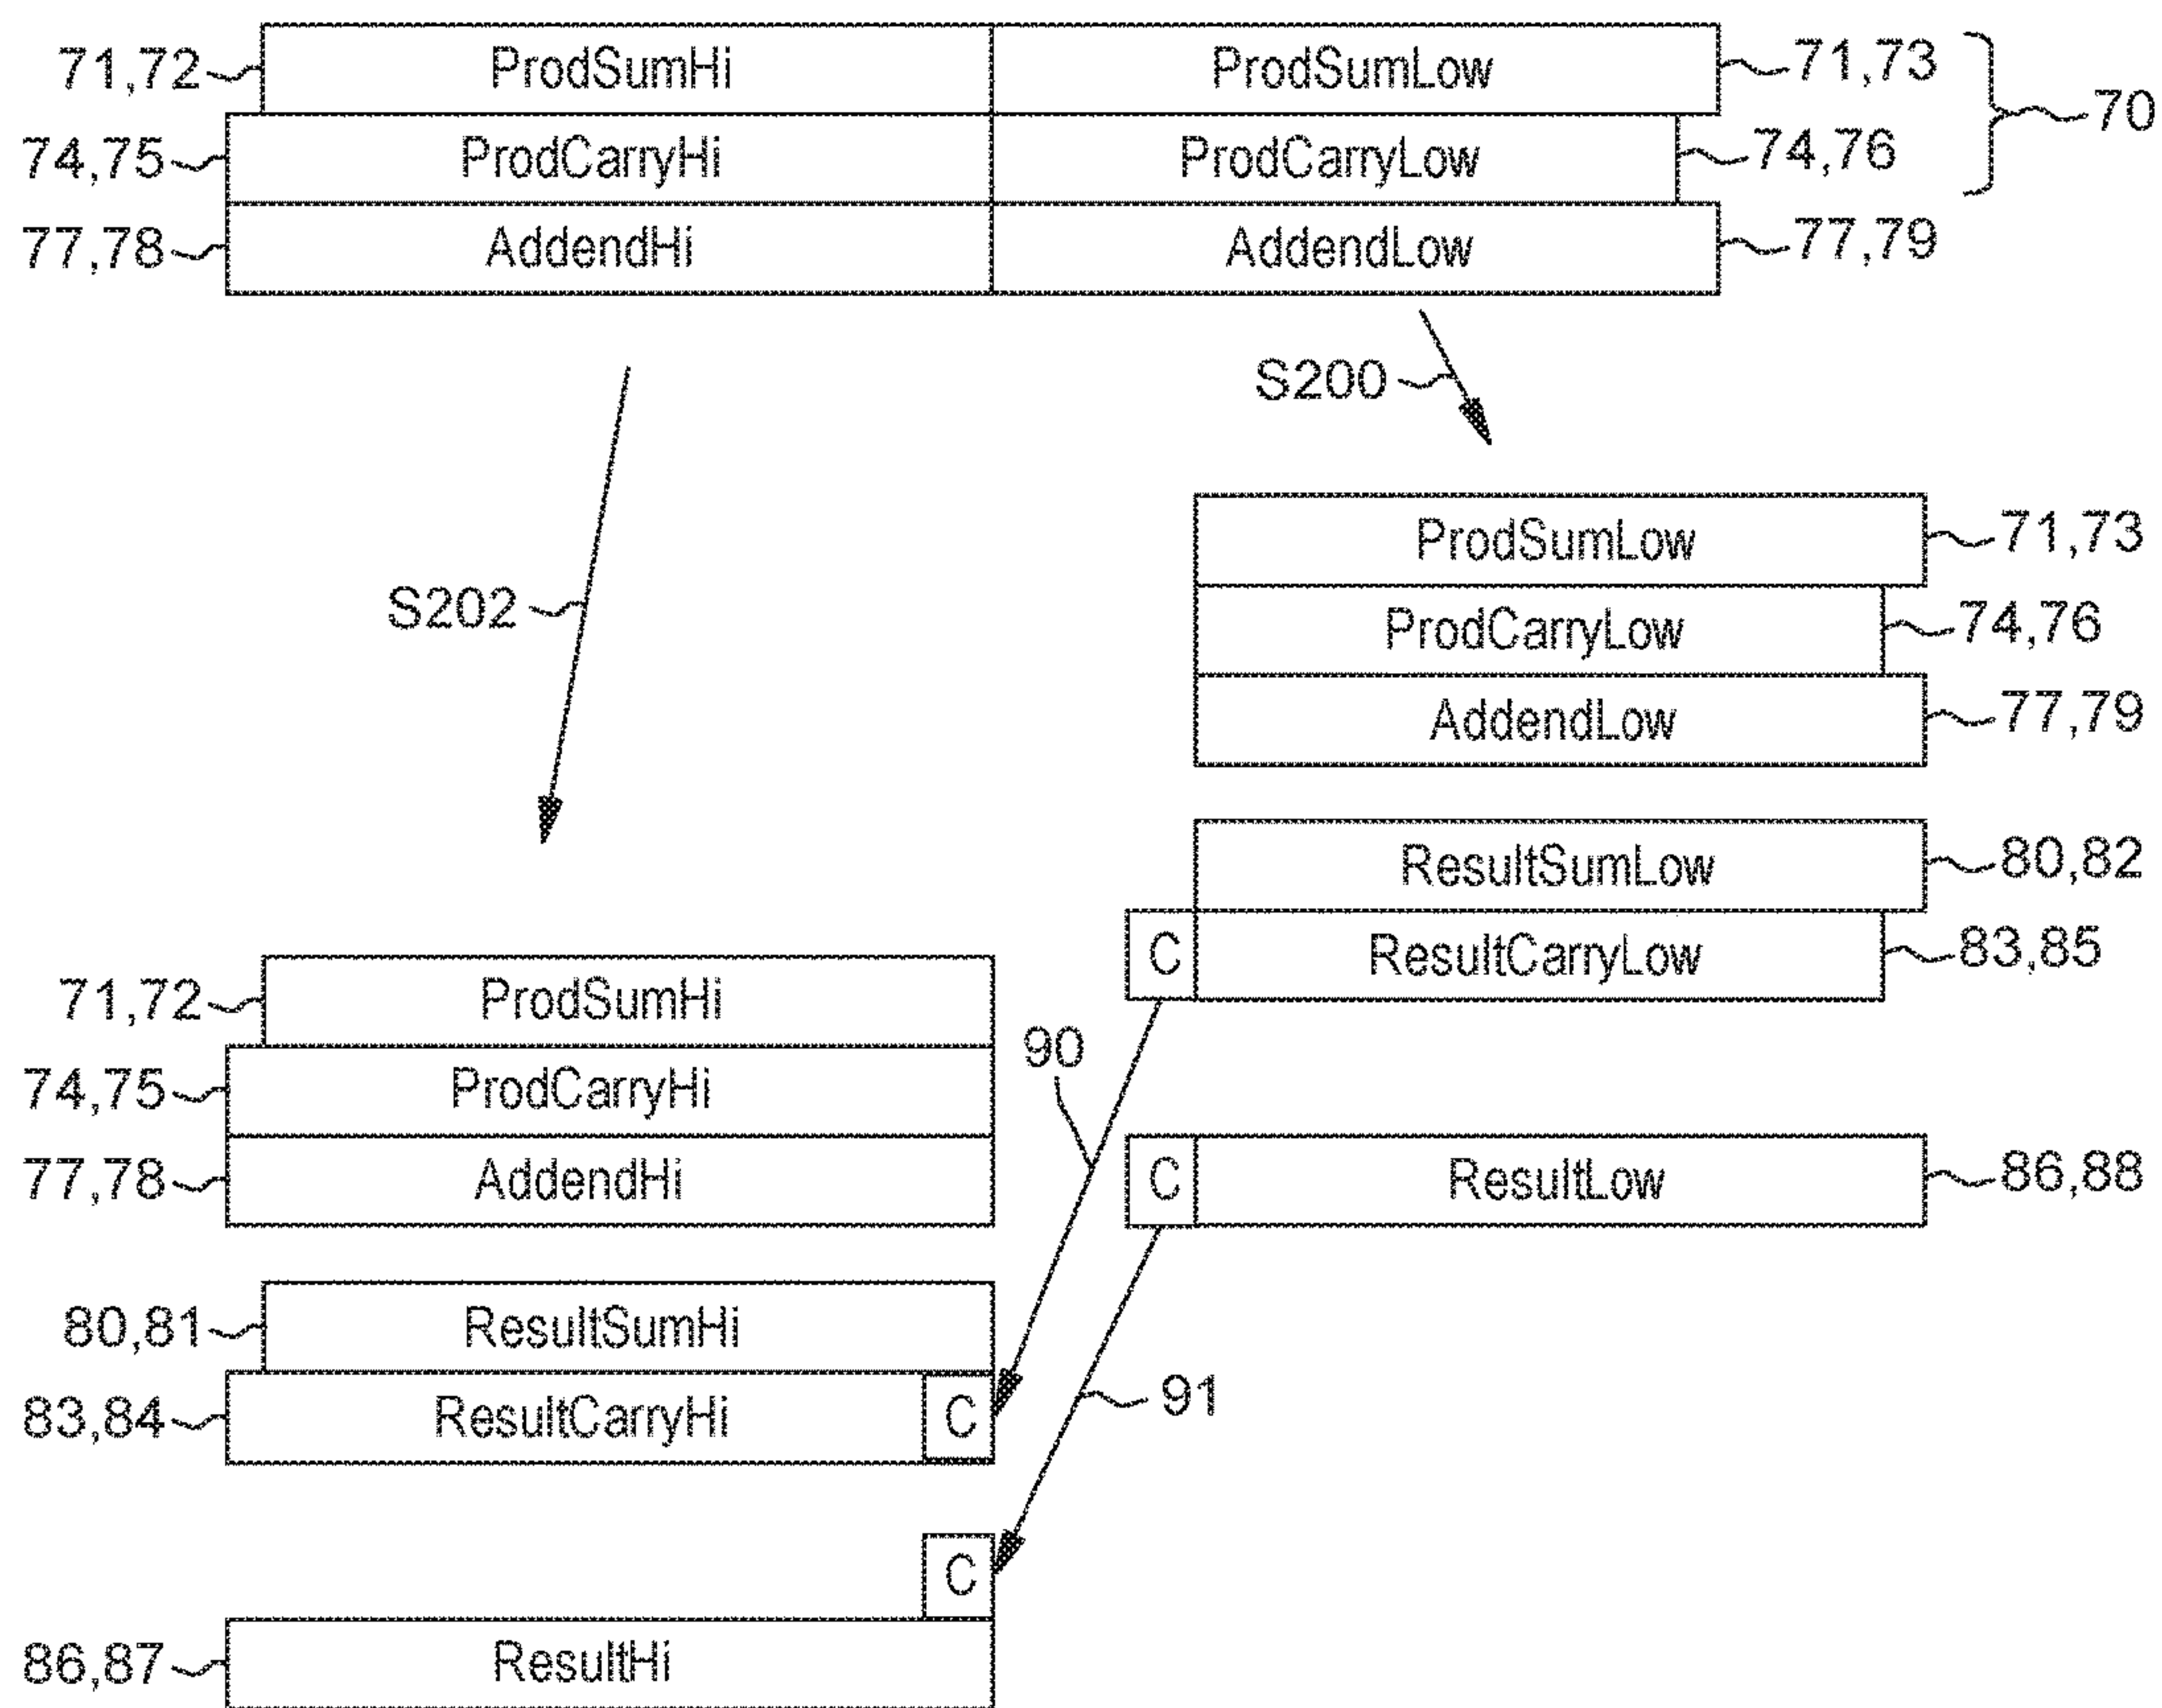 71,72 ProdSumHi ProdSumLow 71,73
70
74,75 ProdCarryHi ProdCarryLow 74,76
77,78 AddendHi AddendLow 77,79
S200
ProdSumLow 71,73
S202
ProdCarryLow 74,76
AddendLow 77,79
ResultSumLow 80,82
C ResultCarryLow 83,85
71,72 ProdSumHi
90
74,75 ProdCarryHi
77,78 AddendHi
C ResultLow 86,88
80,81 ResultSumHi
83,84 ResultCarryHi C
91
C
86,87 ResultHi